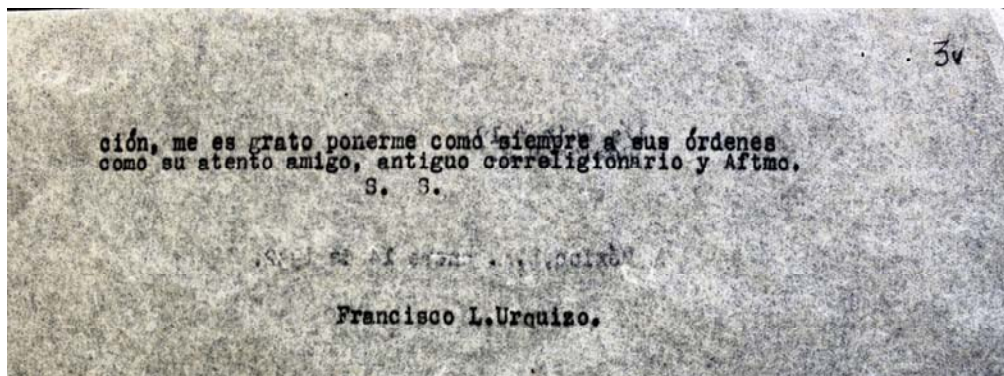 3v
ción, me es grato ponerme como siempre a sus órdenes
como su atento amigo, antiguo correligionario y Aftmo.
S. S.
Francisco L.Urquizo.